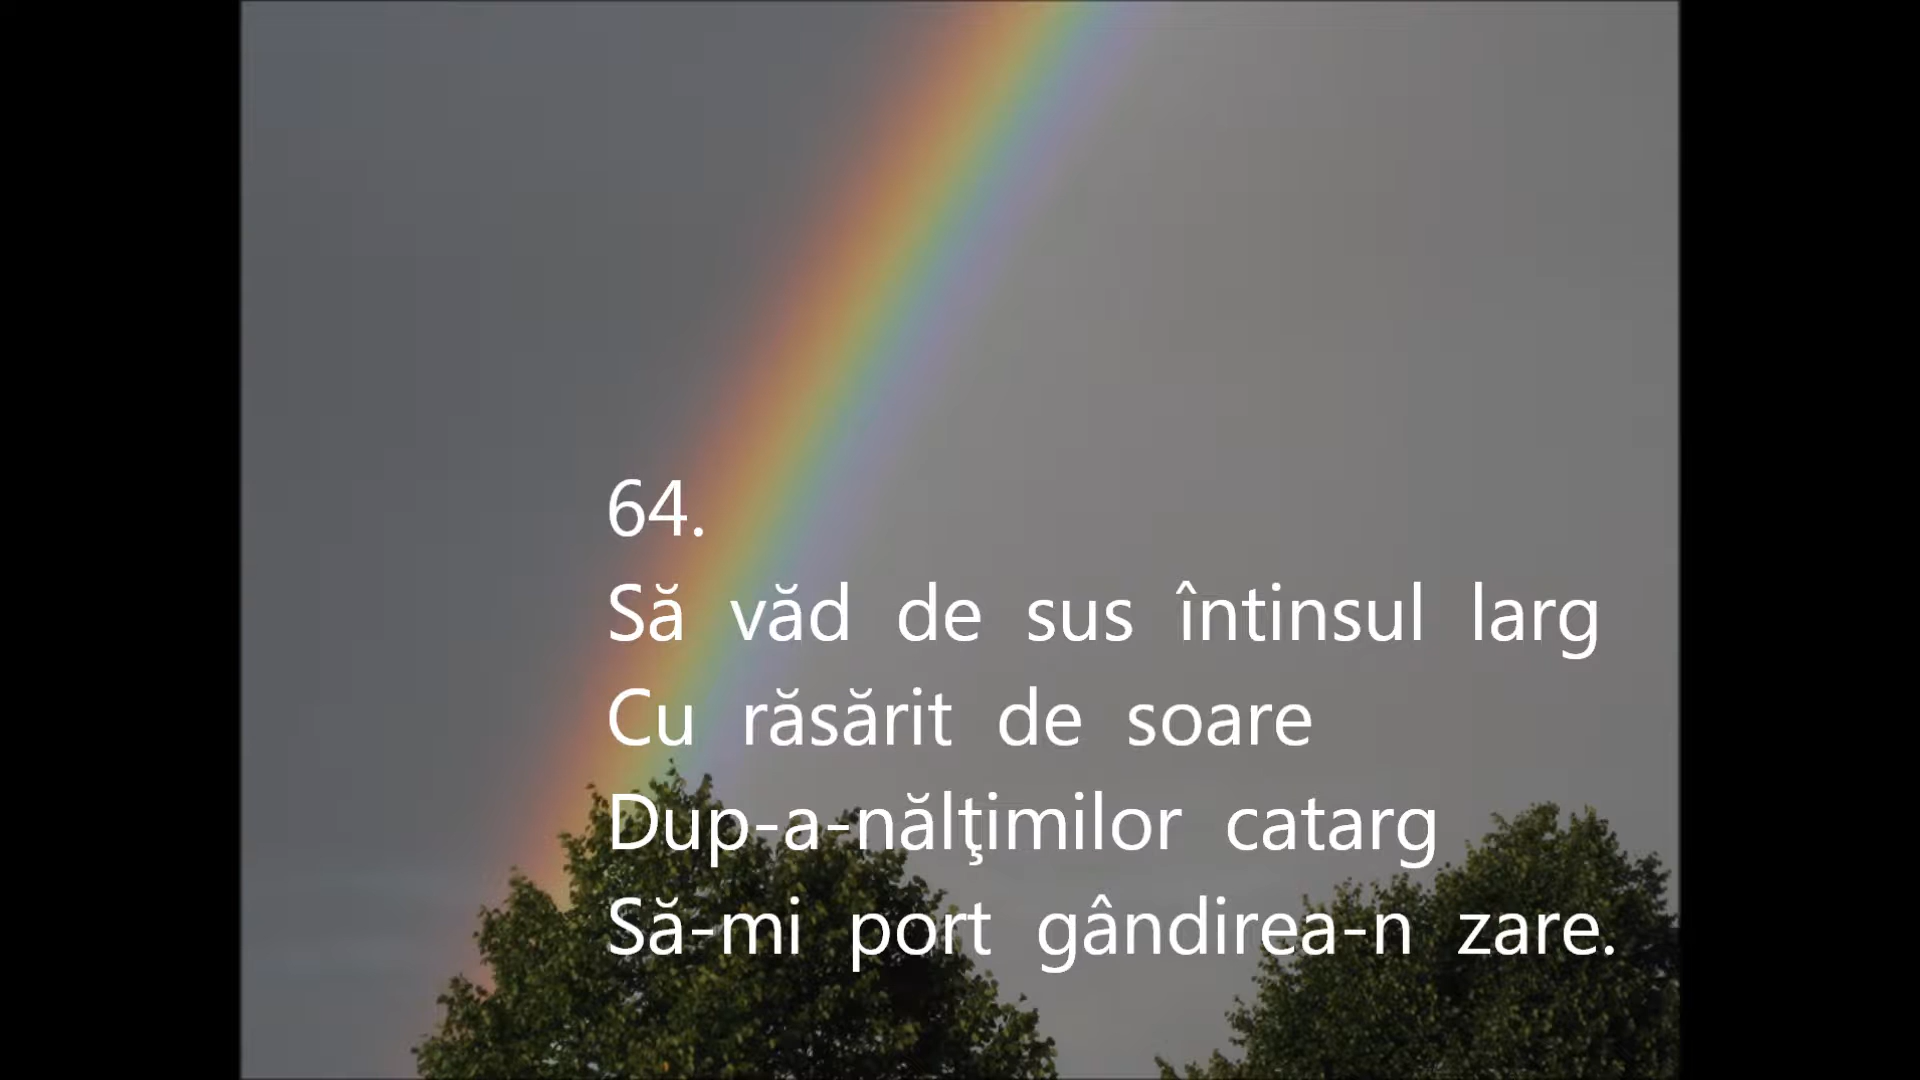 64.
Să văd de sus întinsul larg
Cu răsărit de soare
Dup-a-nălţimilor catarg
Să-mi port gândirea-n zare.